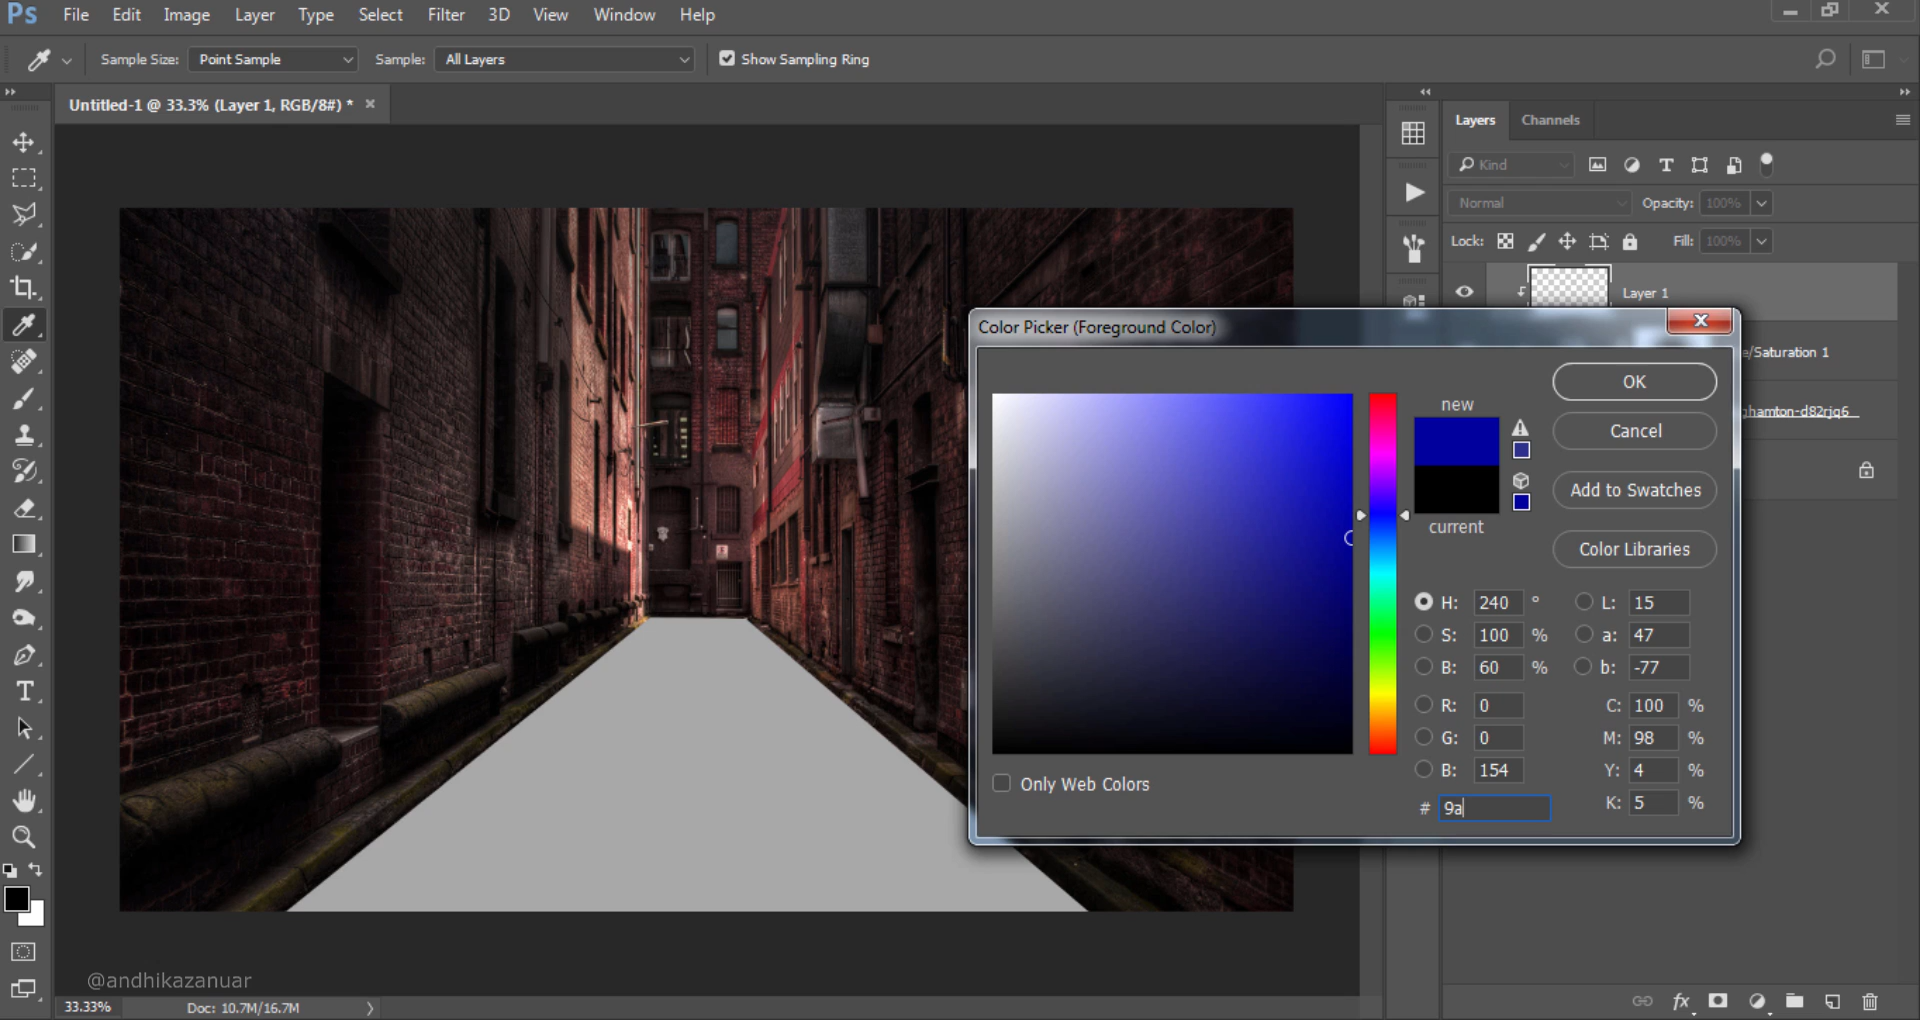 Ps File Edit Image Layer Type Select Filter 3D View Window Help
Sample Size: Point Sample Sample: All Layers Show Sampling Ring
Untitled-1 @ 33.3% (Layer 1, RGB/8#) *
Layers Channels
Kind
Normal Opacity: 100%
Lock: Fill: 100%
Layer 1
e/Saturation 1
ghamton-d82rjq6
Color Picker (Foreground Color)
new
current
OK
Cancel
Add to Swatches
Color Libraries
H: 240 °
S: 100 %
B: 60 %
R: 0
G: 0
B: 154
# 9a
L: 15
a: 47
b: -77
C: 100 %
M: 98 %
Y: 4 %
K: 5 %
Only Web Colors
@andhikazanuar
33.33% Doc: 10.7M/16.7M
fx